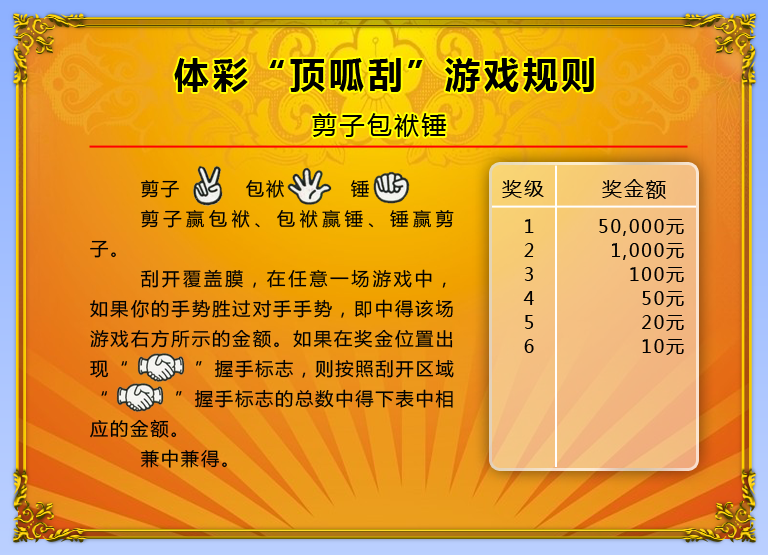 体彩“顶呱刮”游戏规则
剪子包袱锤
剪子 包袱 锤
剪子赢包袱、包袱赢锤、锤赢剪
子。
刮开覆盖膜，在任意一场游戏中，
如果你的手势胜过对手手势，即中得该场
游戏右方所示的金额。如果在奖金位置出
现“ ”握手标志，则按照刮开区域
“ ”握手标志的总数中得下表中相
应的金额。
兼中兼得。
奖级 奖金额
1 50,000元
2 1,000元
3 100元
4 50元
5 20元
6 10元